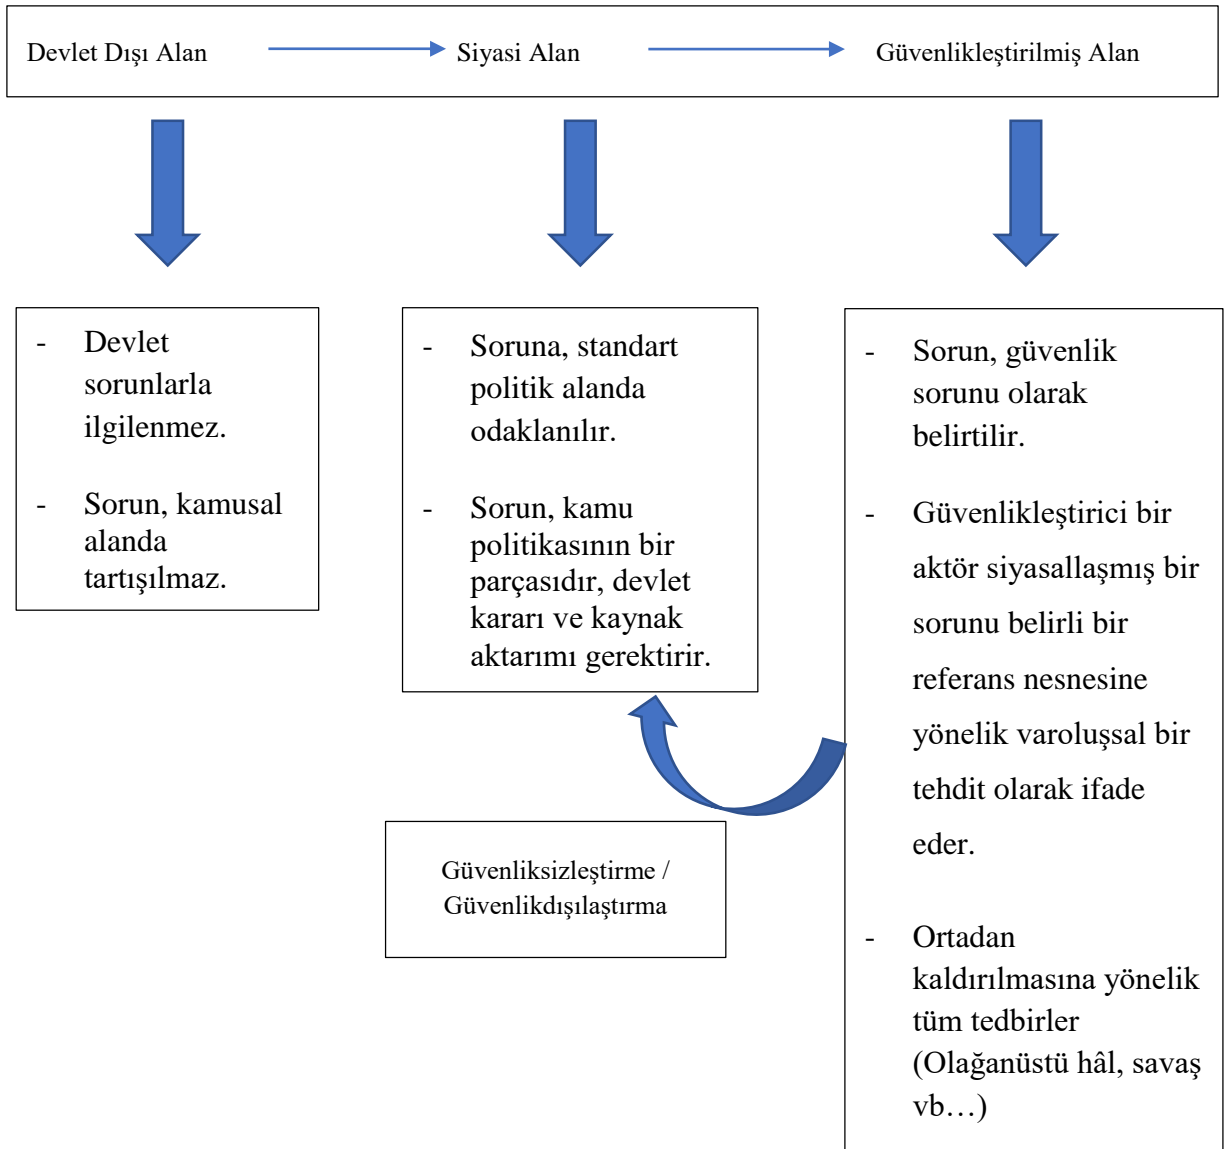 Devlet Dışı Alan
Siyasi Alan
Güvenlikleştirilmiş Alan
- Devlet
sorunlarla
ilgilenmez.
- Sorun, kamusal
alanda
tartışılmaz.
- Soruna, standart
politik alanda
odaklanılır.
- Sorun, kamu
politikasının bir
parçasıdır, devlet
kararı ve kaynak
aktarımı gerektirir.
Güvenliksizleştirme /
Güvenlikdışılaştırma
- Sorun, güvenlik
sorunu olarak
belirtilir.
- Güvenlikleştirici bir
aktör siyasallaşmış bir
sorunu belirli bir
referans nesnesine
yönelik varoluşsal bir
tehdit olarak ifade
eder.
- Ortadan
kaldırılmasına yönelik
tüm tedbirler
(Olağanüstü hâl, savaş
vb…)